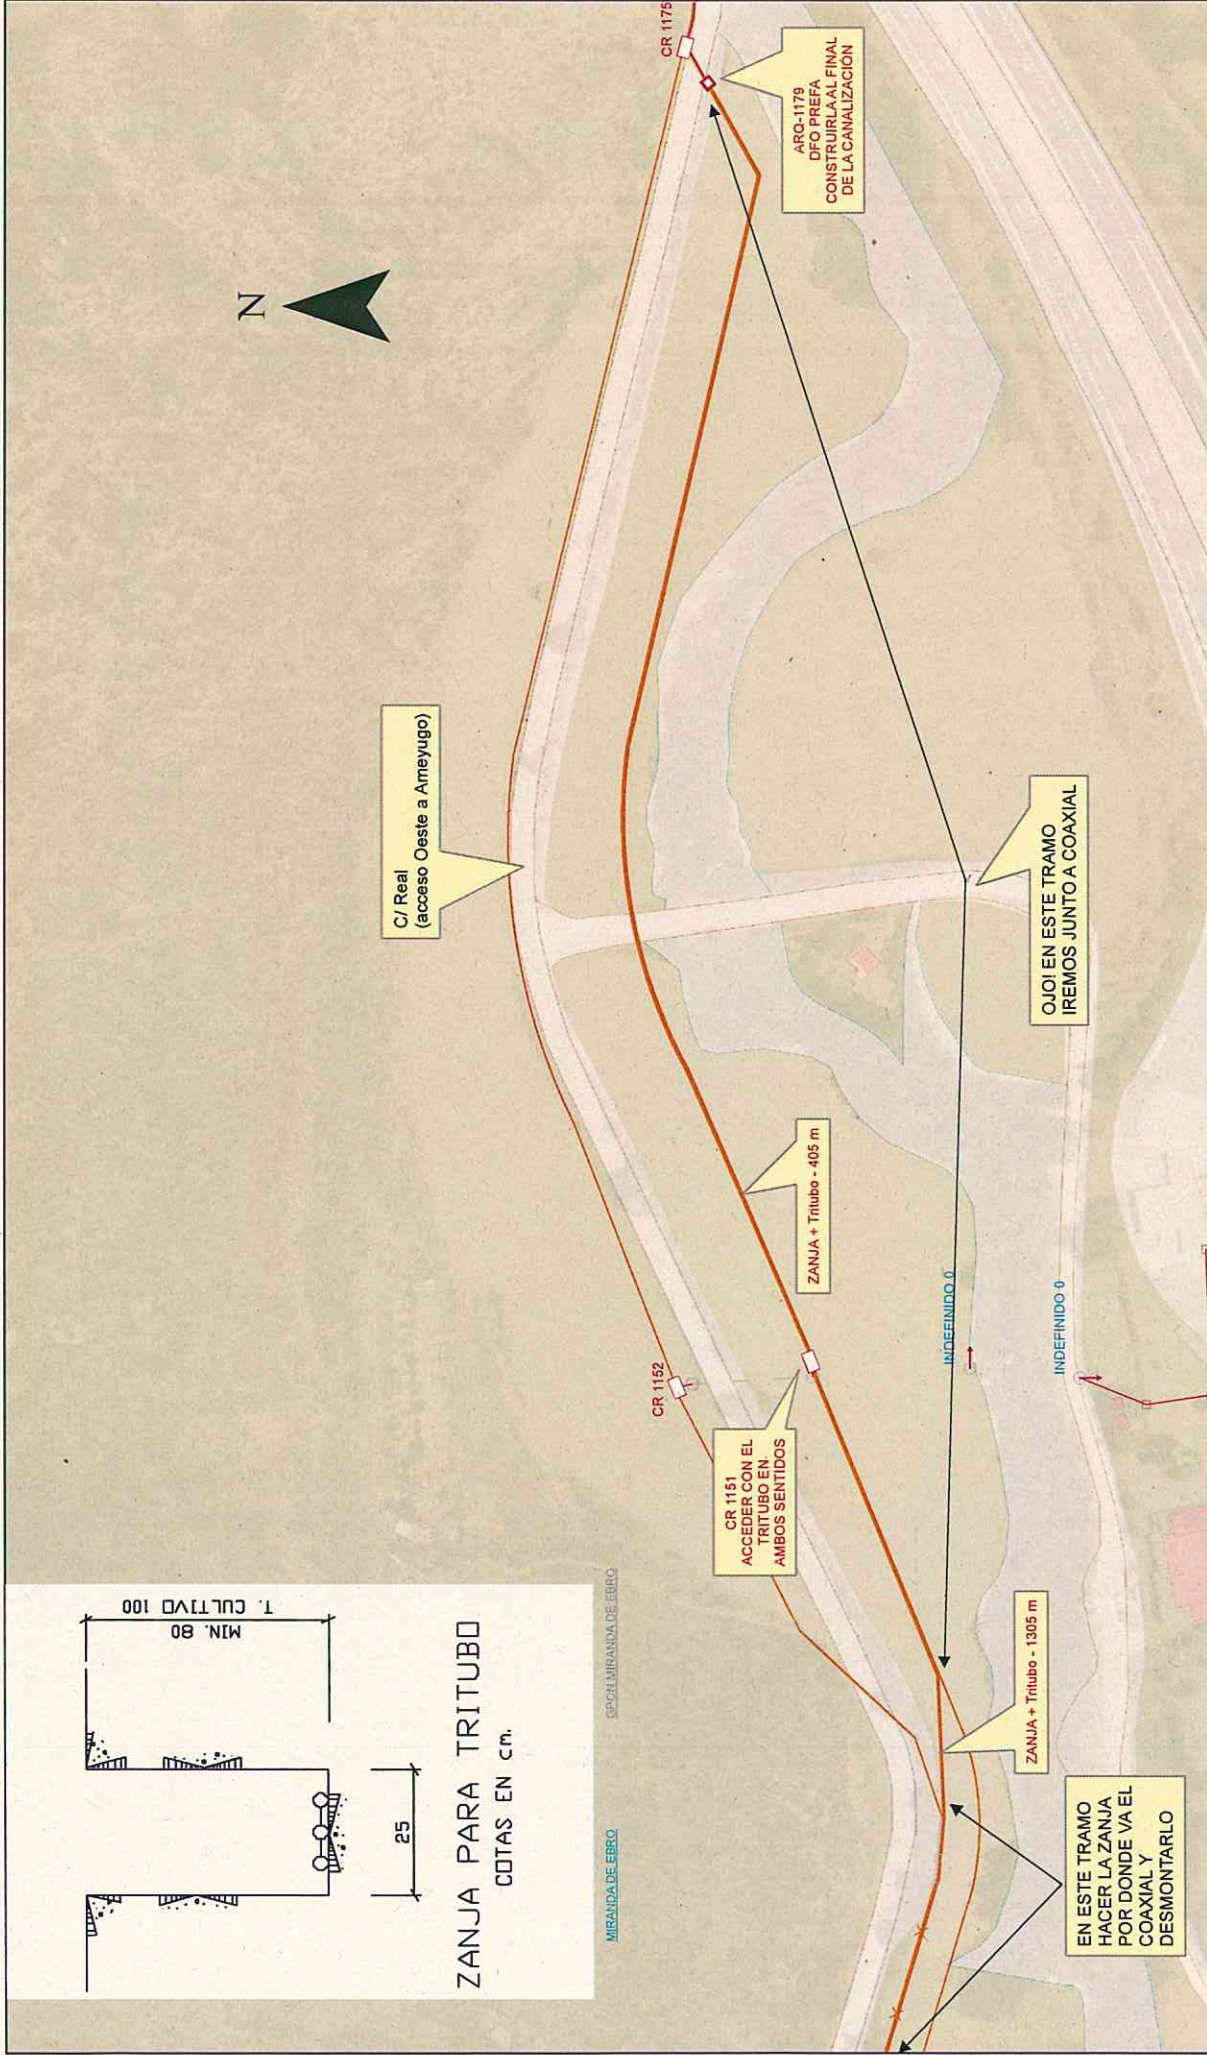 MIN. 80
T. CULTIVO 100
25
ZANJA PARA TRITUBO
COTAS EN cm.
MIRANDA DE EBRO
GPON MIRANDA DE EBRO
N
C/ Real
(acceso Oeste a Ameyugo)
CR 1175
ARQ-1179
DFO PREFA
CONSTRUIRLA AL FINAL
DE LA CANALIZACIÓN
CR 1152
CR 1151
ACCEDER CON EL
TRITUBO EN
AMBOS SENTIDOS
ZANJA + Tritubo - 405 m
INDEFINIDO 0
INDEFINIDO 0
OJO! EN ESTE TRAMO
IREMOS JUNTO A COAXIAL
ZANJA + Tritubo - 1305 m
EN ESTE TRAMO
HACER LA ZANJA
POR DONDE VA EL
COAXIAL Y
DESMONTARLO